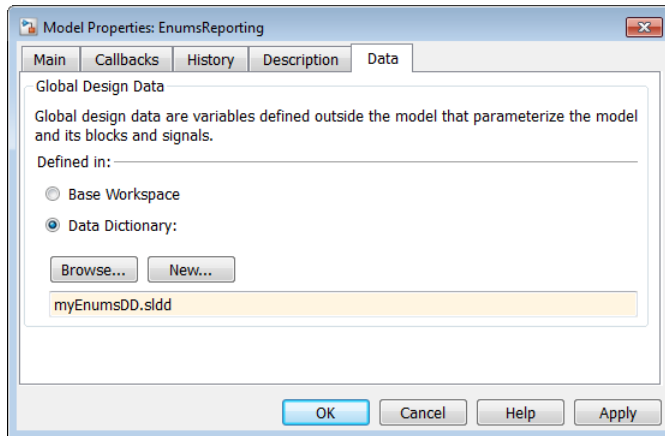 Model Properties: EnumsReporting
Main Callbacks History Description Data
Global Design Data
Global design data are variables defined outside the model that parameterize the model
and its blocks and signals.
Defined in:
Base Workspace
Data Dictionary:
Browse... New...
myEnumsDD.sldd
OK Cancel Help Apply